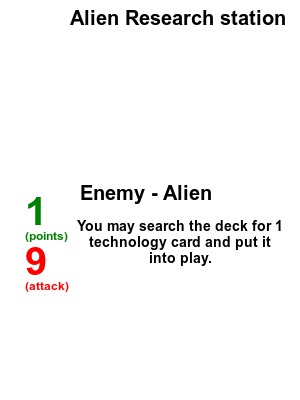 Alien Research station
Enemy - Alien
1
(points)
9
(attack)
You may search the deck for 1
technology card and put it
into play.